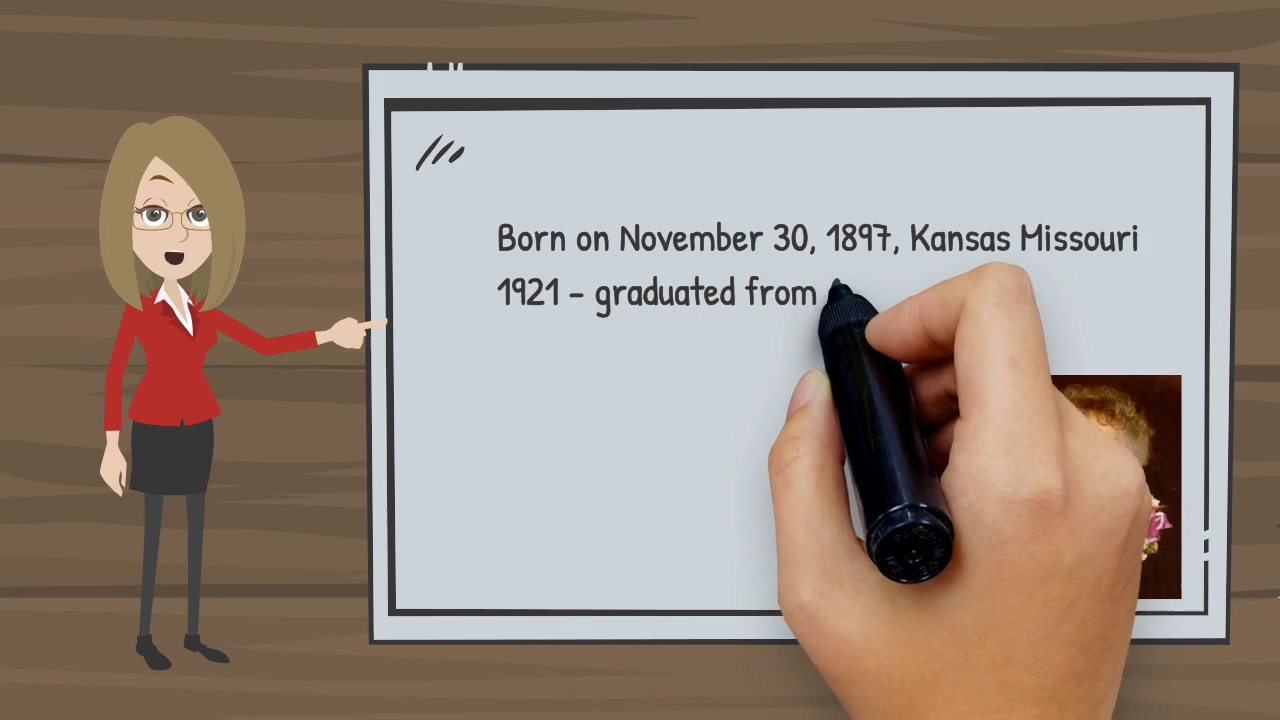 Born on November 30, 1897, Kansas Missouri
1921 - graduated from